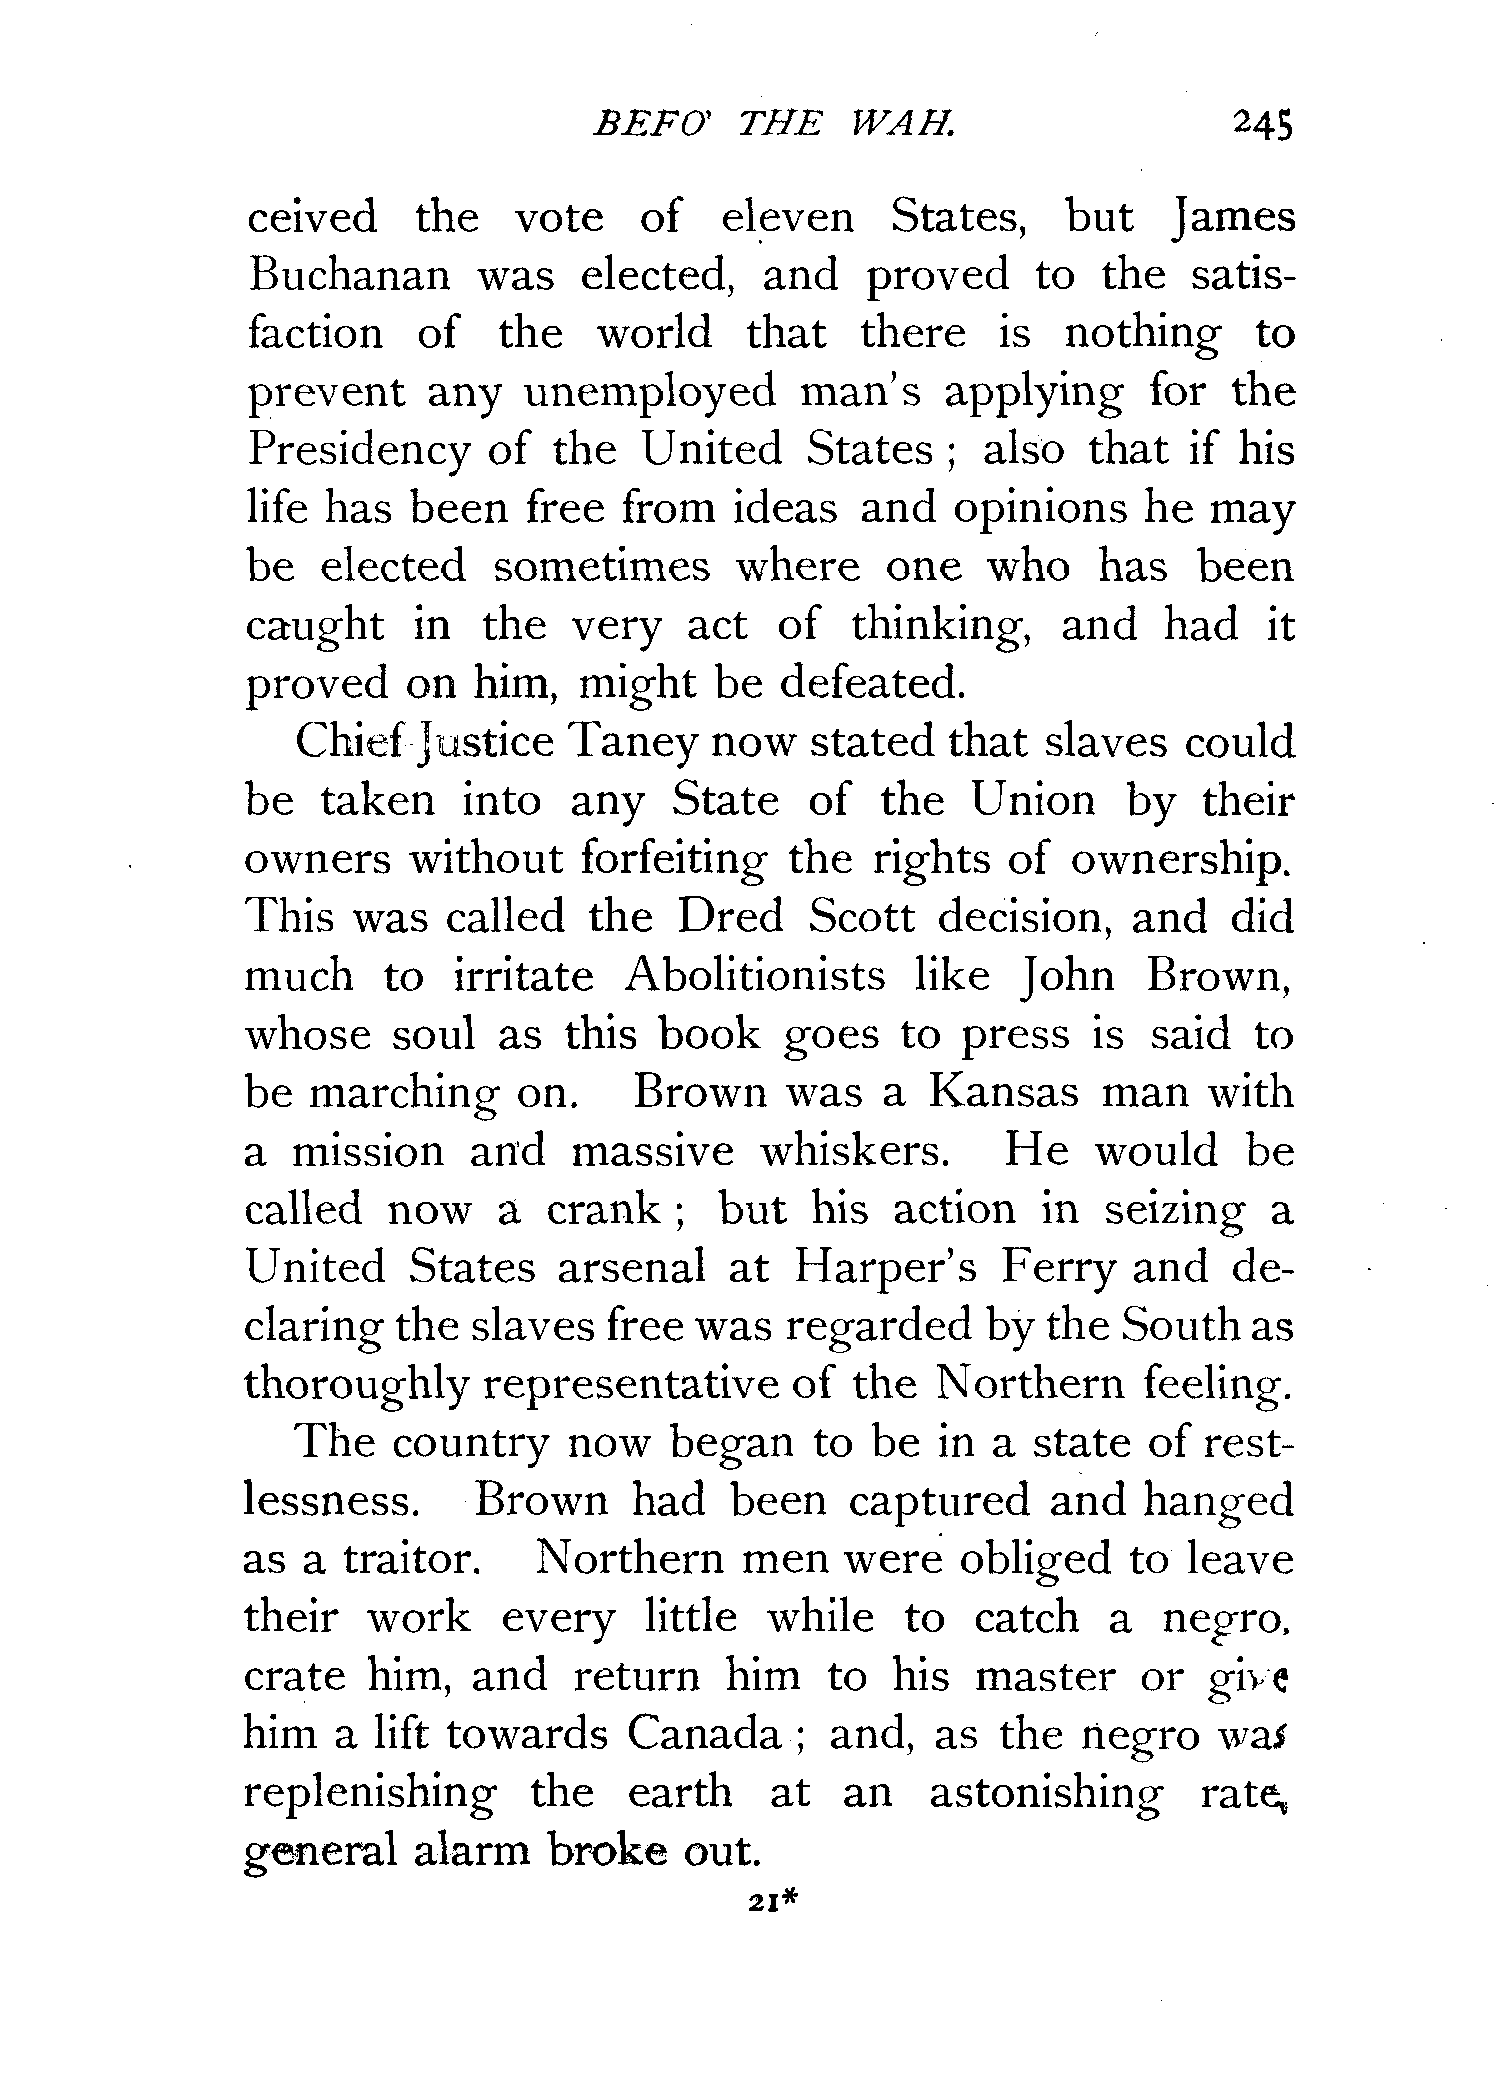 BEFO' THE WAH. 245
ceived the vote of eleven States, but James
Buchanan was elected, and proved to the satis-
faction of the world that there is nothing to
prevent any unemployed man's applying for the
Presidency of the United States ; also that if his
life has been free from ideas and opinions he may
be elected sometimes where one who has been
caught in the very act of thinking, and had it
proved on him, might be defeated.
Chief Justice Taney now stated that slaves could
be taken into any State of the Union by their
owners without forfeiting the rights of ownership.
This was called the Dred Scott decision, and did
much to irritate Abolitionists like John Brown,
whose soul as this book goes to press is said to
be marching on. Brown was a Kansas man with
a mission and massive whiskers. He would be
called now a crank ; but his action in seizing a
United States arsenal at Harper's Ferry and de-
claring the slaves free was regarded by the South as
thoroughly representative of the Northern feeling.
The country now began to be in a state of rest-
lessness. Brown had been captured and hanged
as a traitor. Northern men were obliged to leave
their work every little while to catch a negro,
crate him, and return him to his master or give
him a lift towards Canada ; and, as the negro was
replenishing the earth at an astonishing rate,
general alarm broke out.
21*